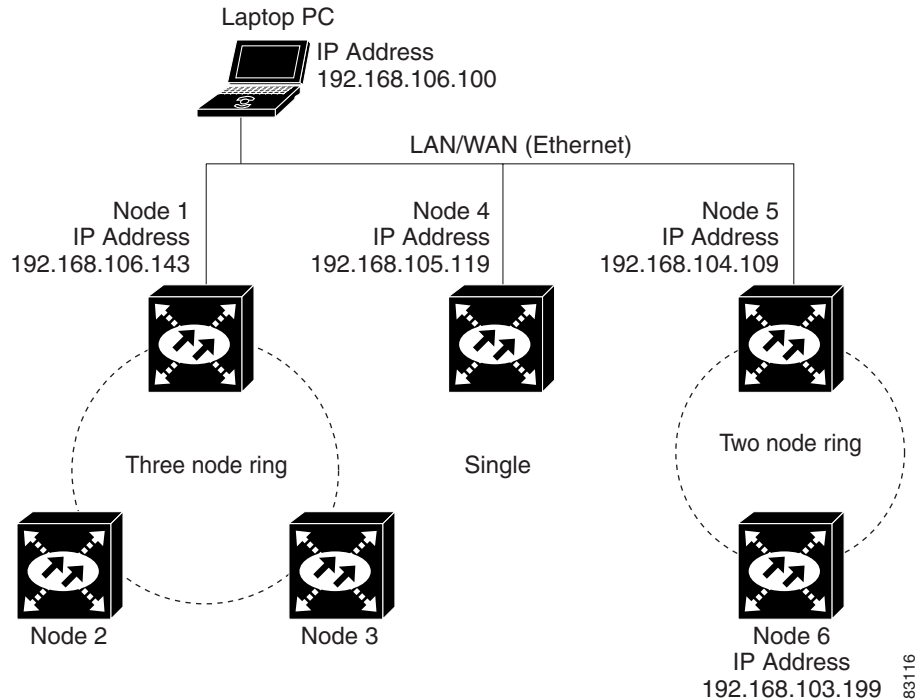 Laptop PC
IP Address
192.168.106.100
LAN/WAN (Ethernet)
Node 1
IP Address
192.168.106.143
Node 4
IP Address
192.168.105.119
Node 5
IP Address
192.168.104.109
Three node ring
Single
Two node ring
Node 2
Node 3
Node 6
IP Address
192.168.103.199
83116